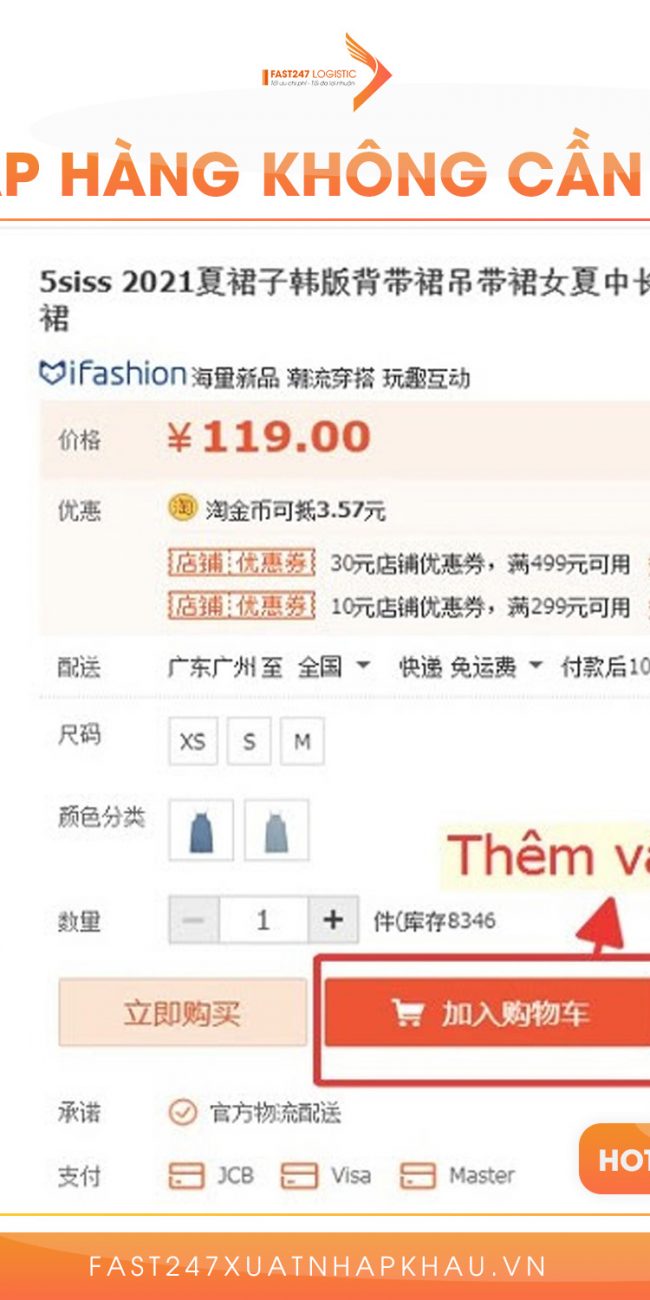 FAST247 LOGISTIC
Tối ưu chi phí - Tối đa lợi nhuận
ẬP HÀNG KHÔNG CẦN
5siss 2021夏裙子韩版背带裙吊带裙女夏中长
裙
ifashion 海量新品 潮流穿搭 玩趣互动
价格 ¥119.00
优惠 淘 淘金币可抵3.57元
店铺优惠券 30元店铺优惠券，满499元可用
店铺优惠券 10元店铺优惠券，满299元可用
配送 广东广州 至 全国 快递 免运费 付款后10
尺码 XS S M
颜色分类
Thêm và
数量 − 1 + 件(库存8346
立即购买 加入购物车
承诺 官方物流配送
支付 JCB Visa Master
HOT
FAST247XUATNHAPKHAU.VN